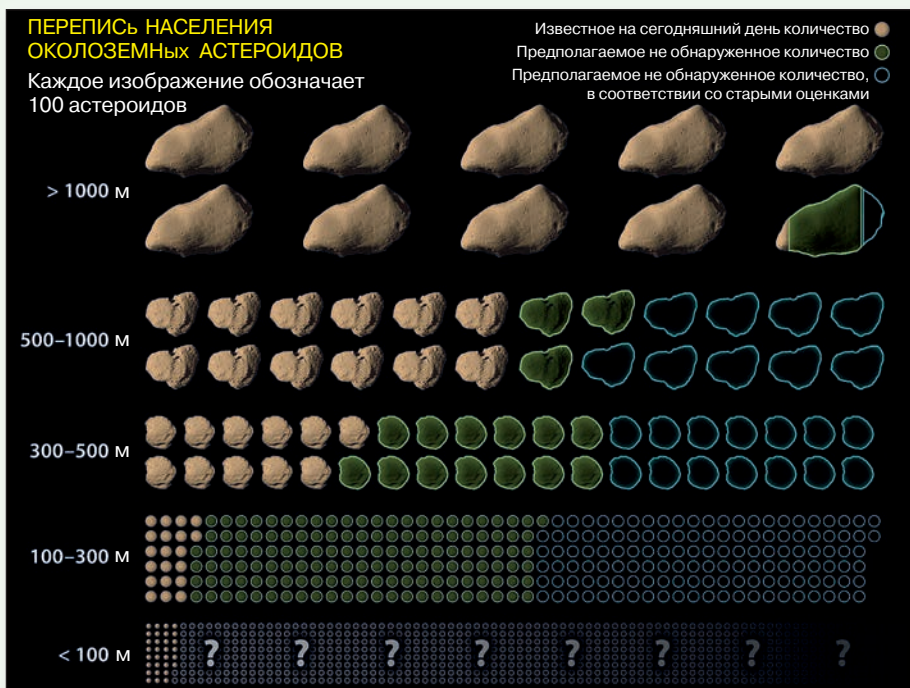 ПЕРЕПИСЬ НАСЕЛЕНИЯ
ОКОЛОЗЕМНЫХ АСТЕРОИДОВ
Каждое изображение обозначает
100 астероидов
Известное на сегодняшний день количество
Предполагаемое не обнаруженное количество
Предполагаемое не обнаруженное количество,
в соответствии со старыми оценками
> 1000 м
500–1000 м
300–500 м
100–300 м
< 100 м
? ? ? ? ? ? ? ?